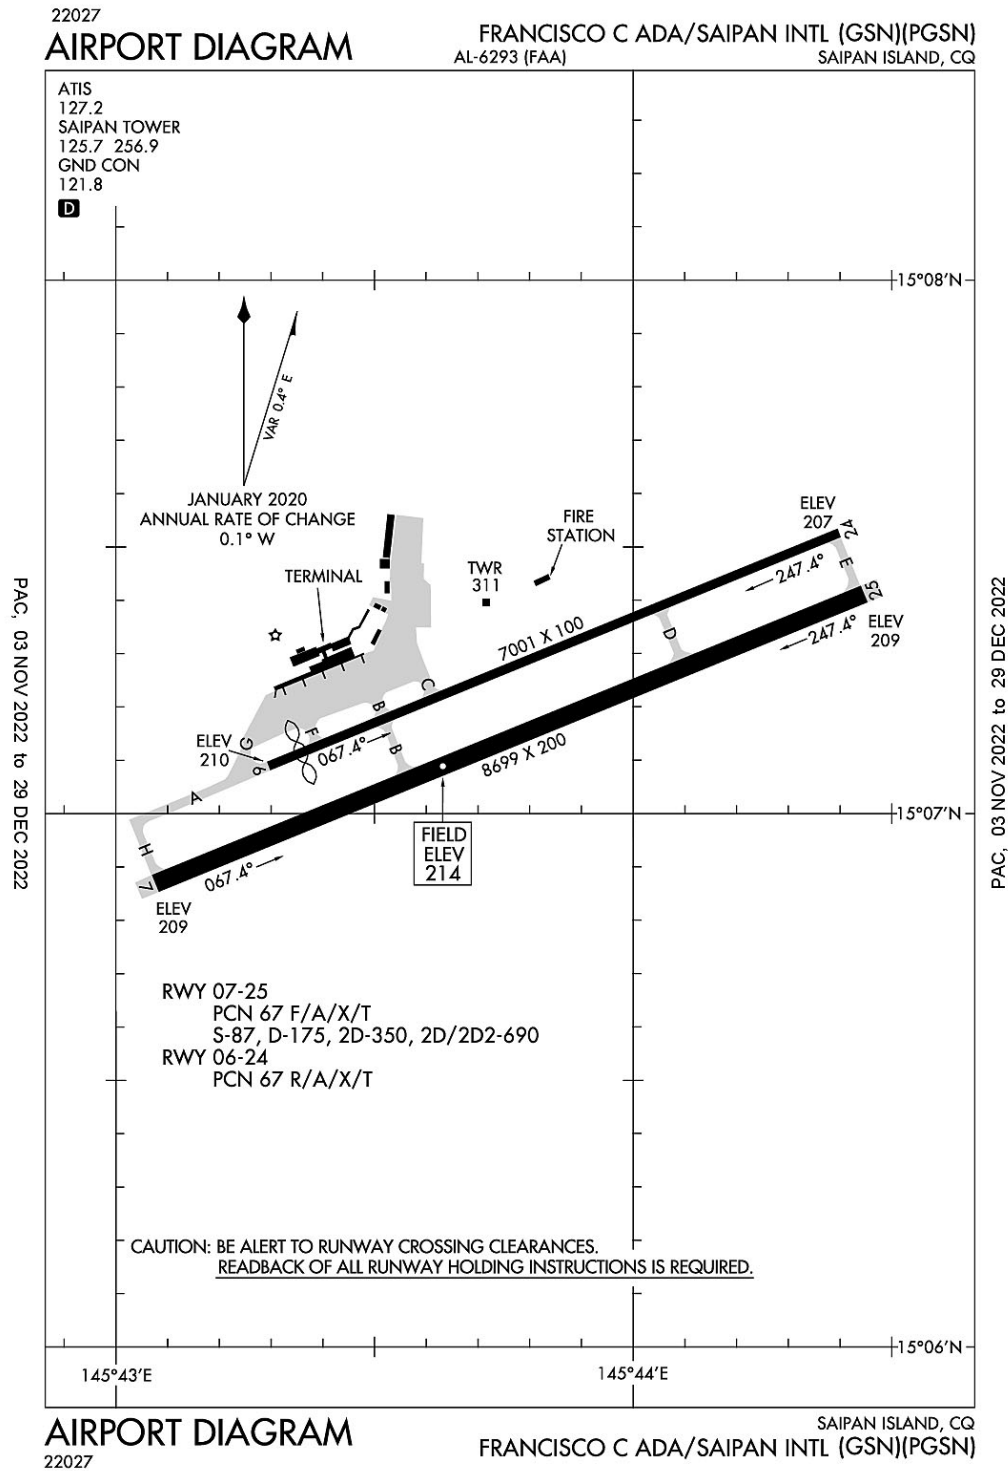 22027
AIRPORT DIAGRAM
FRANCISCO C ADA/SAIPAN INTL (GSN)(PGSN)
AL-6293 (FAA)
SAIPAN ISLAND, CQ
ATIS
127.2
SAIPAN TOWER
125.7 256.9
GND CON
121.8
D
15°08'N
VAR 0.4° E
JANUARY 2020
ANNUAL RATE OF CHANGE
0.1° W
FIRE
STATION
ELEV
207
24
TERMINAL
TWR
311
247.4°
E
25
ELEV
209
247.4°
7001 X 100
D
C
B
F
G
ELEV
210
6
067.4°
B
8699 X 200
A
15°07'N
FIELD
ELEV
214
H
7
067.4°
ELEV
209
RWY 07-25
PCN 67 F/A/X/T
S-87, D-175, 2D-350, 2D/2D2-690
RWY 06-24
PCN 67 R/A/X/T
CAUTION: BE ALERT TO RUNWAY CROSSING CLEARANCES.
READBACK OF ALL RUNWAY HOLDING INSTRUCTIONS IS REQUIRED.
15°06'N
145°43'E
145°44'E
PAC, 03 NOV 2022 to 29 DEC 2022
PAC, 03 NOV 2022 to 29 DEC 2022
AIRPORT DIAGRAM
22027
SAIPAN ISLAND, CQ
FRANCISCO C ADA/SAIPAN INTL (GSN)(PGSN)